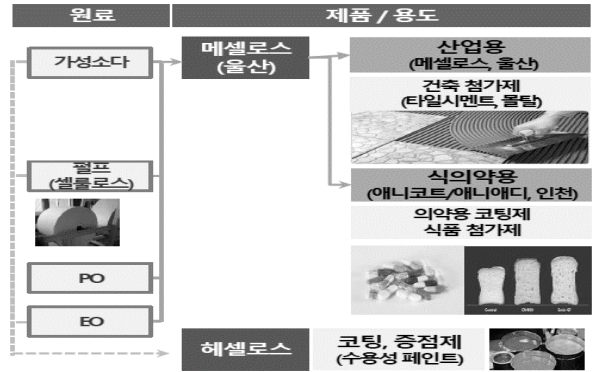 원료
제품 / 용도
가성소다
메셀로스
(울산)
산업용
(메셀로스, 울산)
건축 첨가제
(타일시멘트, 몰탈)
펄프
(셀룰로스)
식의약용
(애니코트/애니애디, 인천)
의약용 코팅제
식품 첨가제
PO
EO
Control
헤셀로스
코팅, 증점제
(수용성 페인트)